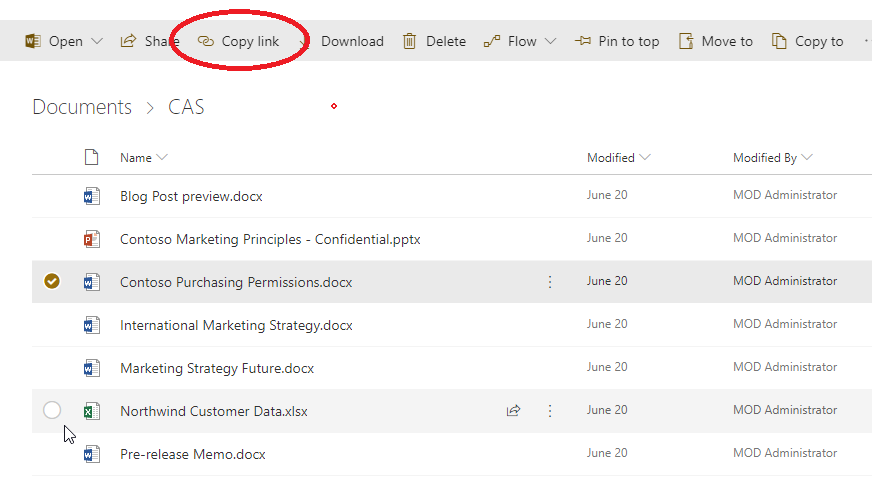 Open Share Copy link Download Delete Flow Pin to top Move to Copy to
Documents > CAS
Name Modified Modified By
Blog Post preview.docx June 20 MOD Administrator
Contoso Marketing Principles - Confidential.pptx June 20 MOD Administrator
Contoso Purchasing Permissions.docx June 20 MOD Administrator
International Marketing Strategy.docx June 20 MOD Administrator
Marketing Strategy Future.docx June 20 MOD Administrator
Northwind Customer Data.xlsx June 20 MOD Administrator
Pre-release Memo.docx June 20 MOD Administrator